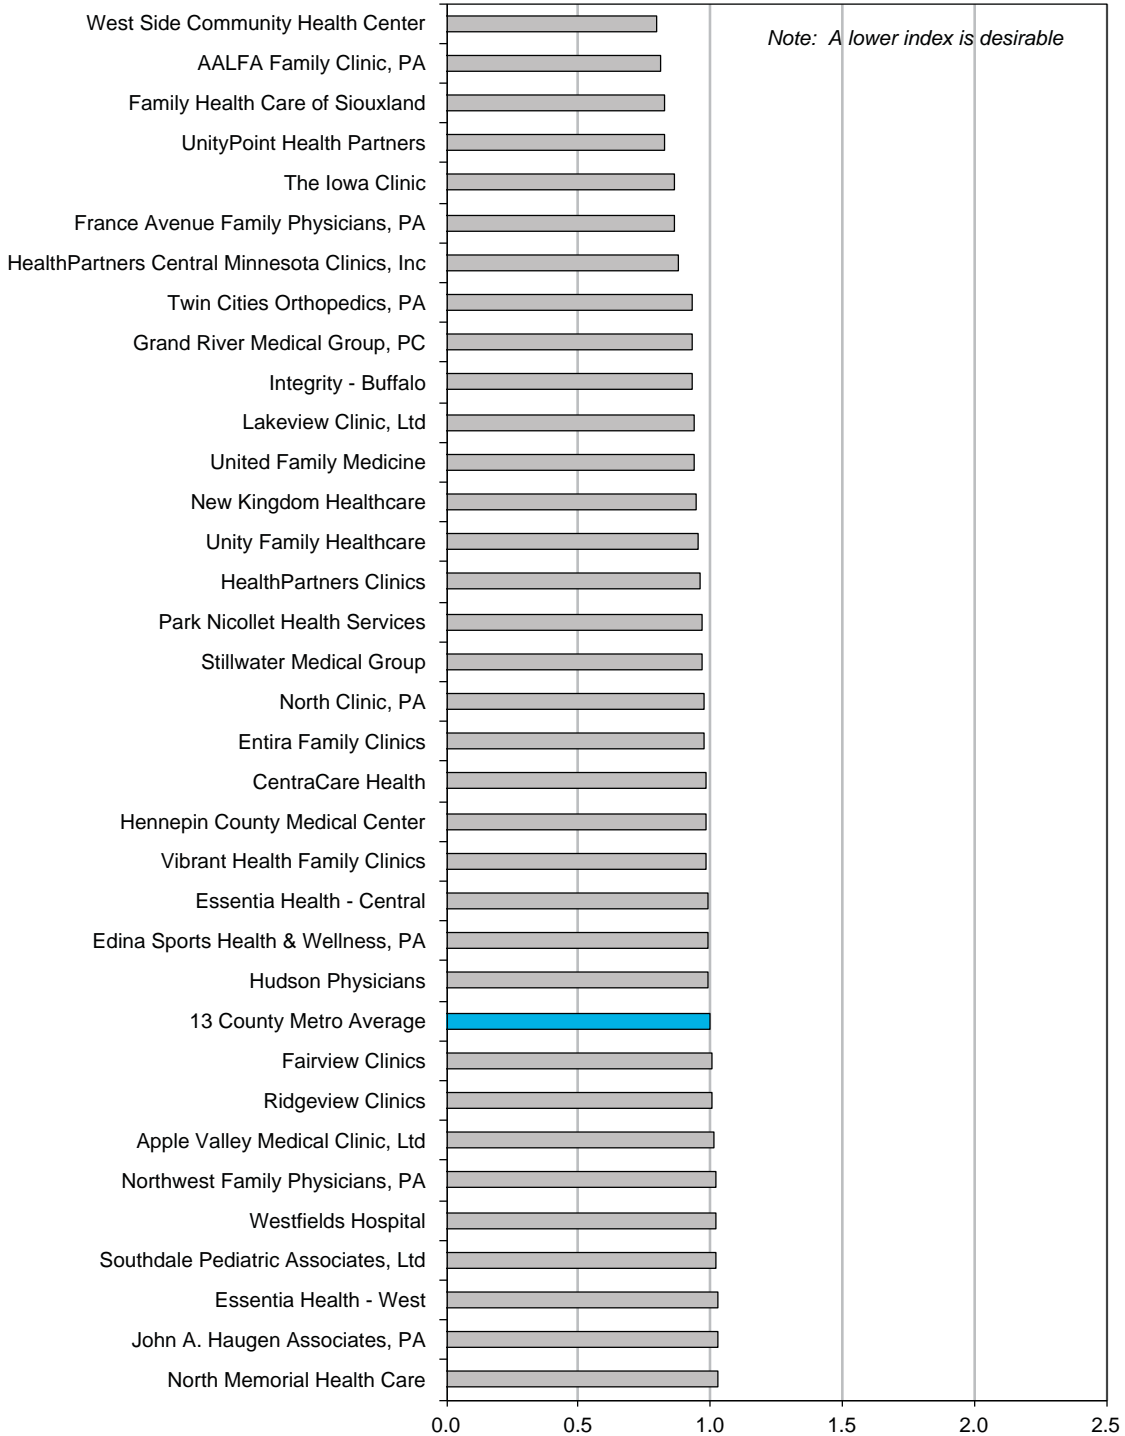 West Side Community Health Center
Note: A lower index is desirable
AALFA Family Clinic, PA
Family Health Care of Siouxland
UnityPoint Health Partners
The Iowa Clinic
France Avenue Family Physicians, PA
HealthPartners Central Minnesota Clinics, Inc
Twin Cities Orthopedics, PA
Grand River Medical Group, PC
Integrity - Buffalo
Lakeview Clinic, Ltd
United Family Medicine
New Kingdom Healthcare
Unity Family Healthcare
HealthPartners Clinics
Park Nicollet Health Services
Stillwater Medical Group
North Clinic, PA
Entira Family Clinics
CentraCare Health
Hennepin County Medical Center
Vibrant Health Family Clinics
Essentia Health - Central
Edina Sports Health & Wellness, PA
Hudson Physicians
13 County Metro Average
Fairview Clinics
Ridgeview Clinics
Apple Valley Medical Clinic, Ltd
Northwest Family Physicians, PA
Westfields Hospital
Southdale Pediatric Associates, Ltd
Essentia Health - West
John A. Haugen Associates, PA
North Memorial Health Care
0.0 0.5 1.0 1.5 2.0 2.5